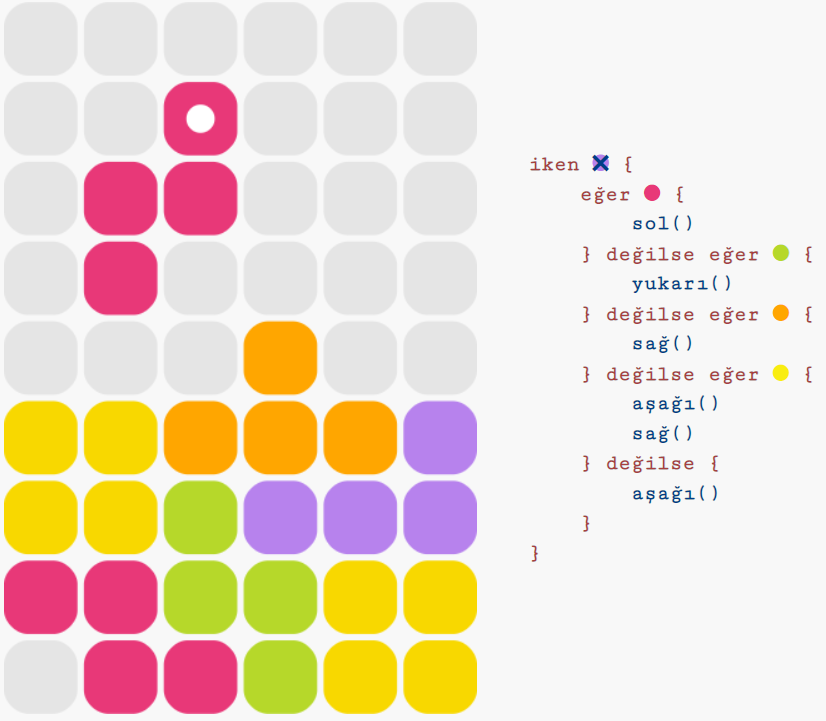 iken {
eğer {
sol()
} değilse eğer {
yukarı()
} değilse eğer {
sağ()
} değilse eğer {
aşağı()
sağ()
} değilse {
aşağı()
}
}